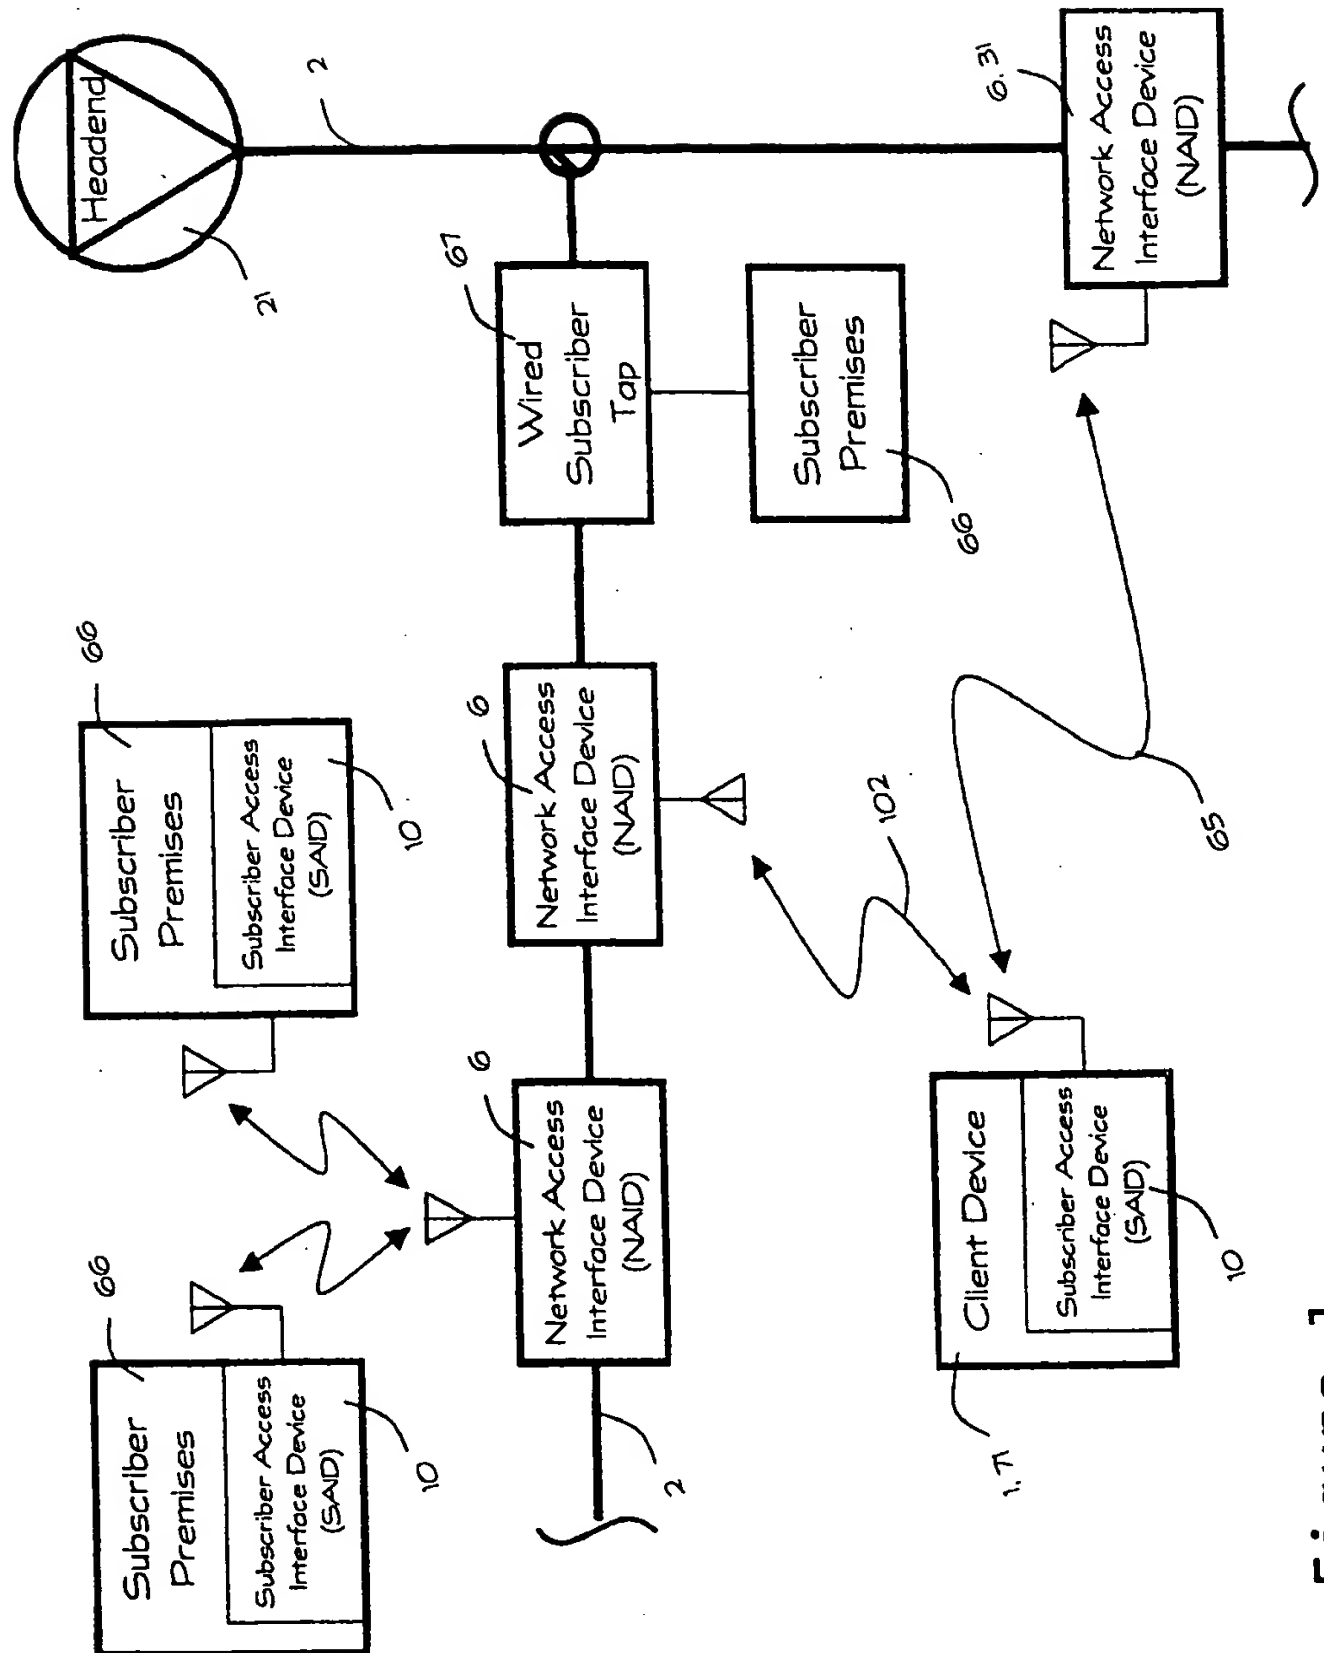 66
Subscriber
Premises
Subscriber Access
Interface Device
(SAID)
10
66
Subscriber
Premises
Subscriber Access
Interface Device
(SAID)
10
Headend
21
2
2
6
Network Access
Interface Device
(NAID)
6
Network Access
Interface Device
(NAID)
67
Wired
Subscriber
Tap
Subscriber
Premises
66
102
65
1, 71
Client Device
Subscriber Access
Interface Device
(SAID)
10
6, 31
Network Access
Interface Device
(NAID)
Figure 1